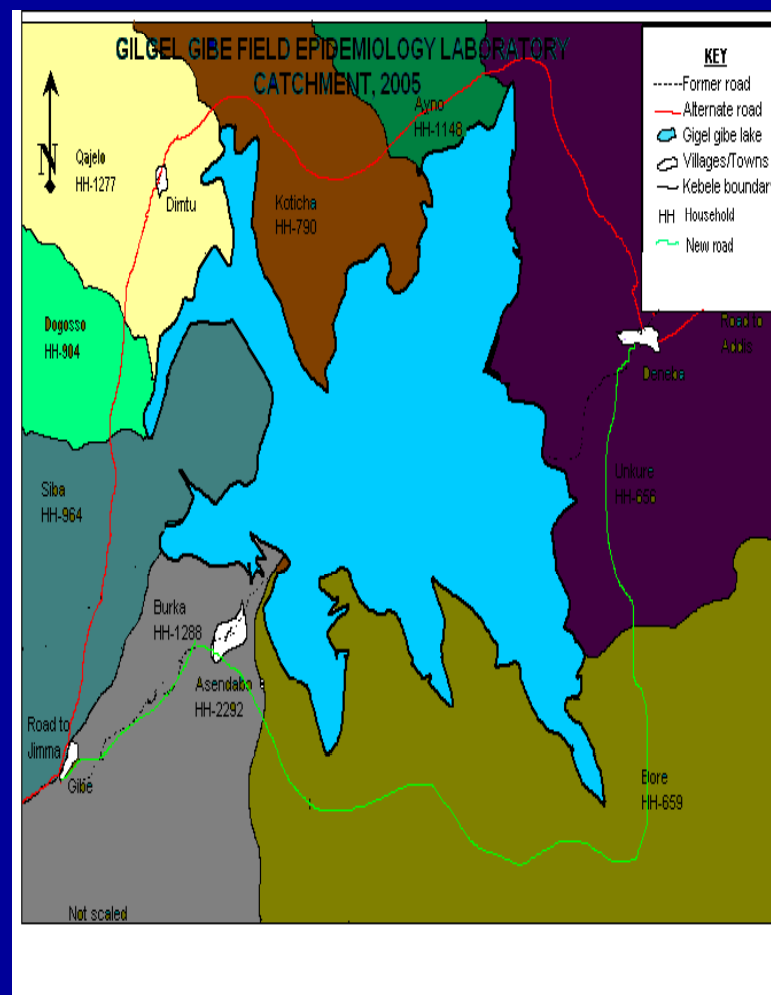 GILGEL GIBE FIELD EPIDEMIOLOGY LABORATORY
CATCHMENT, 2005
KEY
Former road
Alternate road
Gigel gibe lake
Villages/Towns
Kebele boundary
HH Household
New road
N
Qajelo
HH-1277
Dimtu
Ayno
HH-1148
Koticha
HH-790
Dogosso
HH-904
Road to
Addis
Deneba
Unkure
HH-656
Siba
HH-964
Burka
HH-1288
Asendabo
HH-2292
Road to
Jimma
Gibe
Bore
HH-659
Not scaled